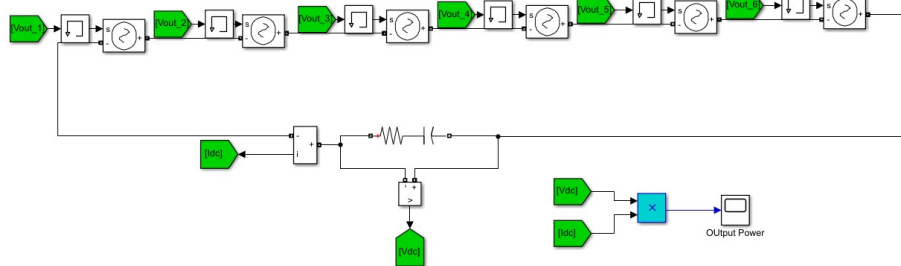 [Vout_1]
[Vout_2]
[Vout_3]
[Vout_4]
[Vout_5]
[Vout_6]
s
-
+
s
-
+
s
-
+
s
-
+
s
-
+
s
-
+
[Idc]
-
+
i
- +
>
[Vdc]
[Vdc]
[Idc]
×
OUtput Power